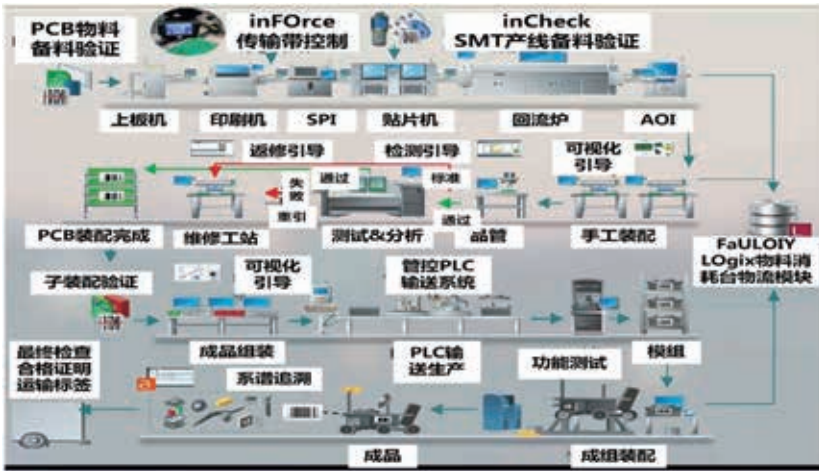 PCB物料
备料验证
inFOrce
传输带控制
inCheck
SMT产线备料验证
上板机
印刷机
SPI
贴片机
回流炉
AOI
返修引导
检测引导
可视化
引导
通过
标准
失
败
重引
通过
PCB装配完成
维修工站
测试&分析
品管
手工装配
FaULOIY
LOgix物料消
耗台物流模块
子装配验证
可视化
引导
管控PLC
输送系统
成品组装
PLC输
送生产
功能测试
模组
最终检查
合格证明
运输标签
系谱追溯
成品
成组装配